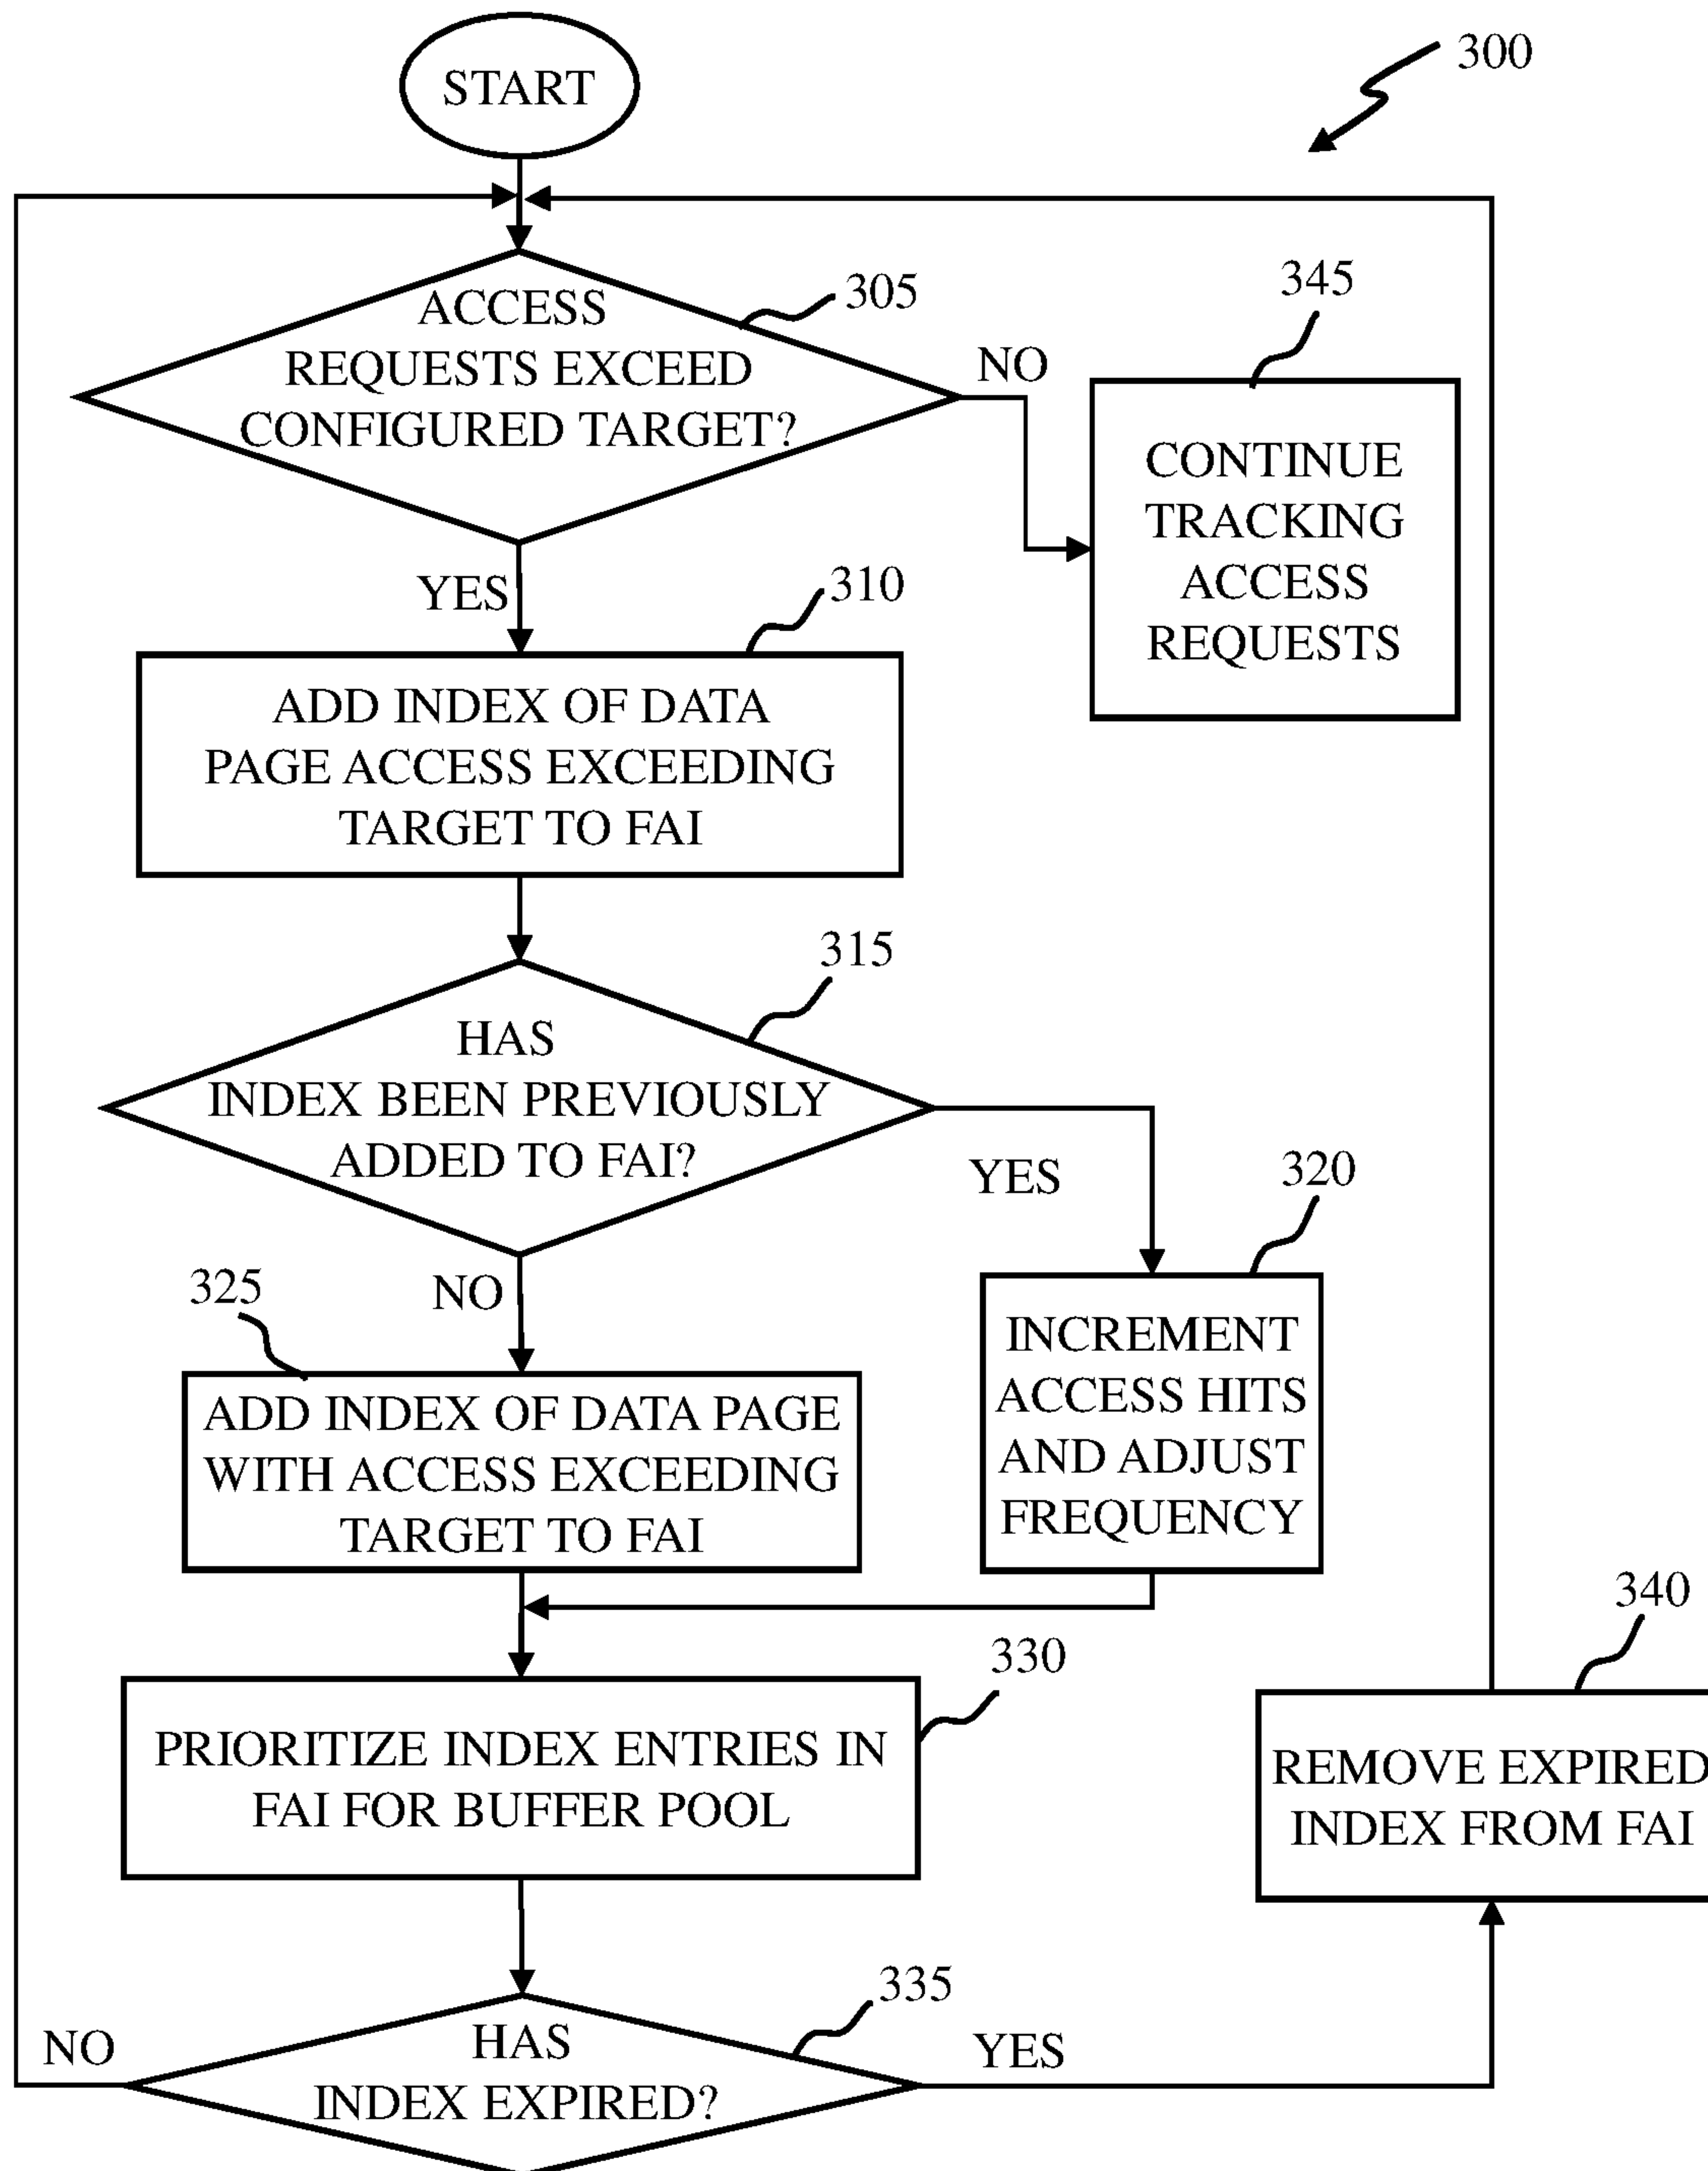 START
300
ACCESS
REQUESTS EXCEED
CONFIGURED TARGET?
305
NO
345
CONTINUE
TRACKING
ACCESS
REQUESTS
YES
310
ADD INDEX OF DATA
PAGE ACCESS EXCEEDING
TARGET TO FAI
315
HAS
INDEX BEEN PREVIOUSLY
ADDED TO FAI?
YES
320
INCREMENT
ACCESS HITS
AND ADJUST
FREQUENCY
NO
325
ADD INDEX OF DATA PAGE
WITH ACCESS EXCEEDING
TARGET TO FAI
330
PRIORITIZE INDEX ENTRIES IN
FAI FOR BUFFER POOL
340
REMOVE EXPIRED
INDEX FROM FAI
335
HAS
INDEX EXPIRED?
NO
YES